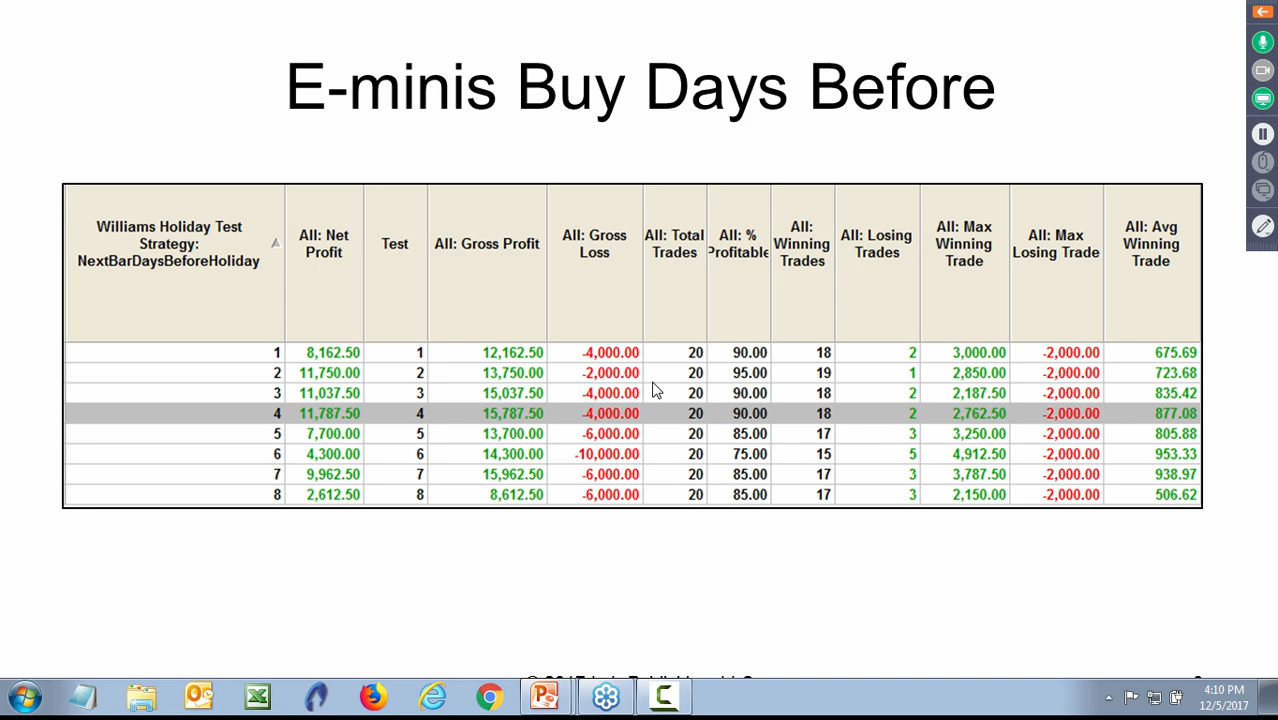 E-minis Buy Days Before
Williams Holiday Test
Strategy:
NextBarDaysBeforeHoliday
All: Net
Profit
Test
All: Gross Profit
All: Gross
Loss
All: Total
Trades
All: %
Profitable
All:
Winning
Trades
All: Losing
Trades
All: Max
Winning
Trade
All: Max
Losing Trade
All: Avg
Winning
Trade
1 8,162.50 1 12,162.50 -4,000.00 20 90.00 18 2 3,000.00 -2,000.00 675.69
2 11,750.00 2 13,750.00 -2,000.00 20 95.00 19 1 2,850.00 -2,000.00 723.68
3 11,037.50 3 15,037.50 -4,000.00 20 90.00 18 2 2,187.50 -2,000.00 835.42
4 11,787.50 4 15,787.50 -4,000.00 20 90.00 18 2 2,762.50 -2,000.00 877.08
5 7,700.00 5 13,700.00 -6,000.00 20 85.00 17 3 3,250.00 -2,000.00 805.88
6 4,300.00 6 14,300.00 -10,000.00 20 75.00 15 5 4,912.50 -2,000.00 953.33
7 9,962.50 7 15,962.50 -6,000.00 20 85.00 17 3 3,787.50 -2,000.00 938.97
8 2,612.50 8 8,612.50 -6,000.00 20 85.00 17 3 2,150.00 -2,000.00 506.62
4:10 PM
12/5/2017